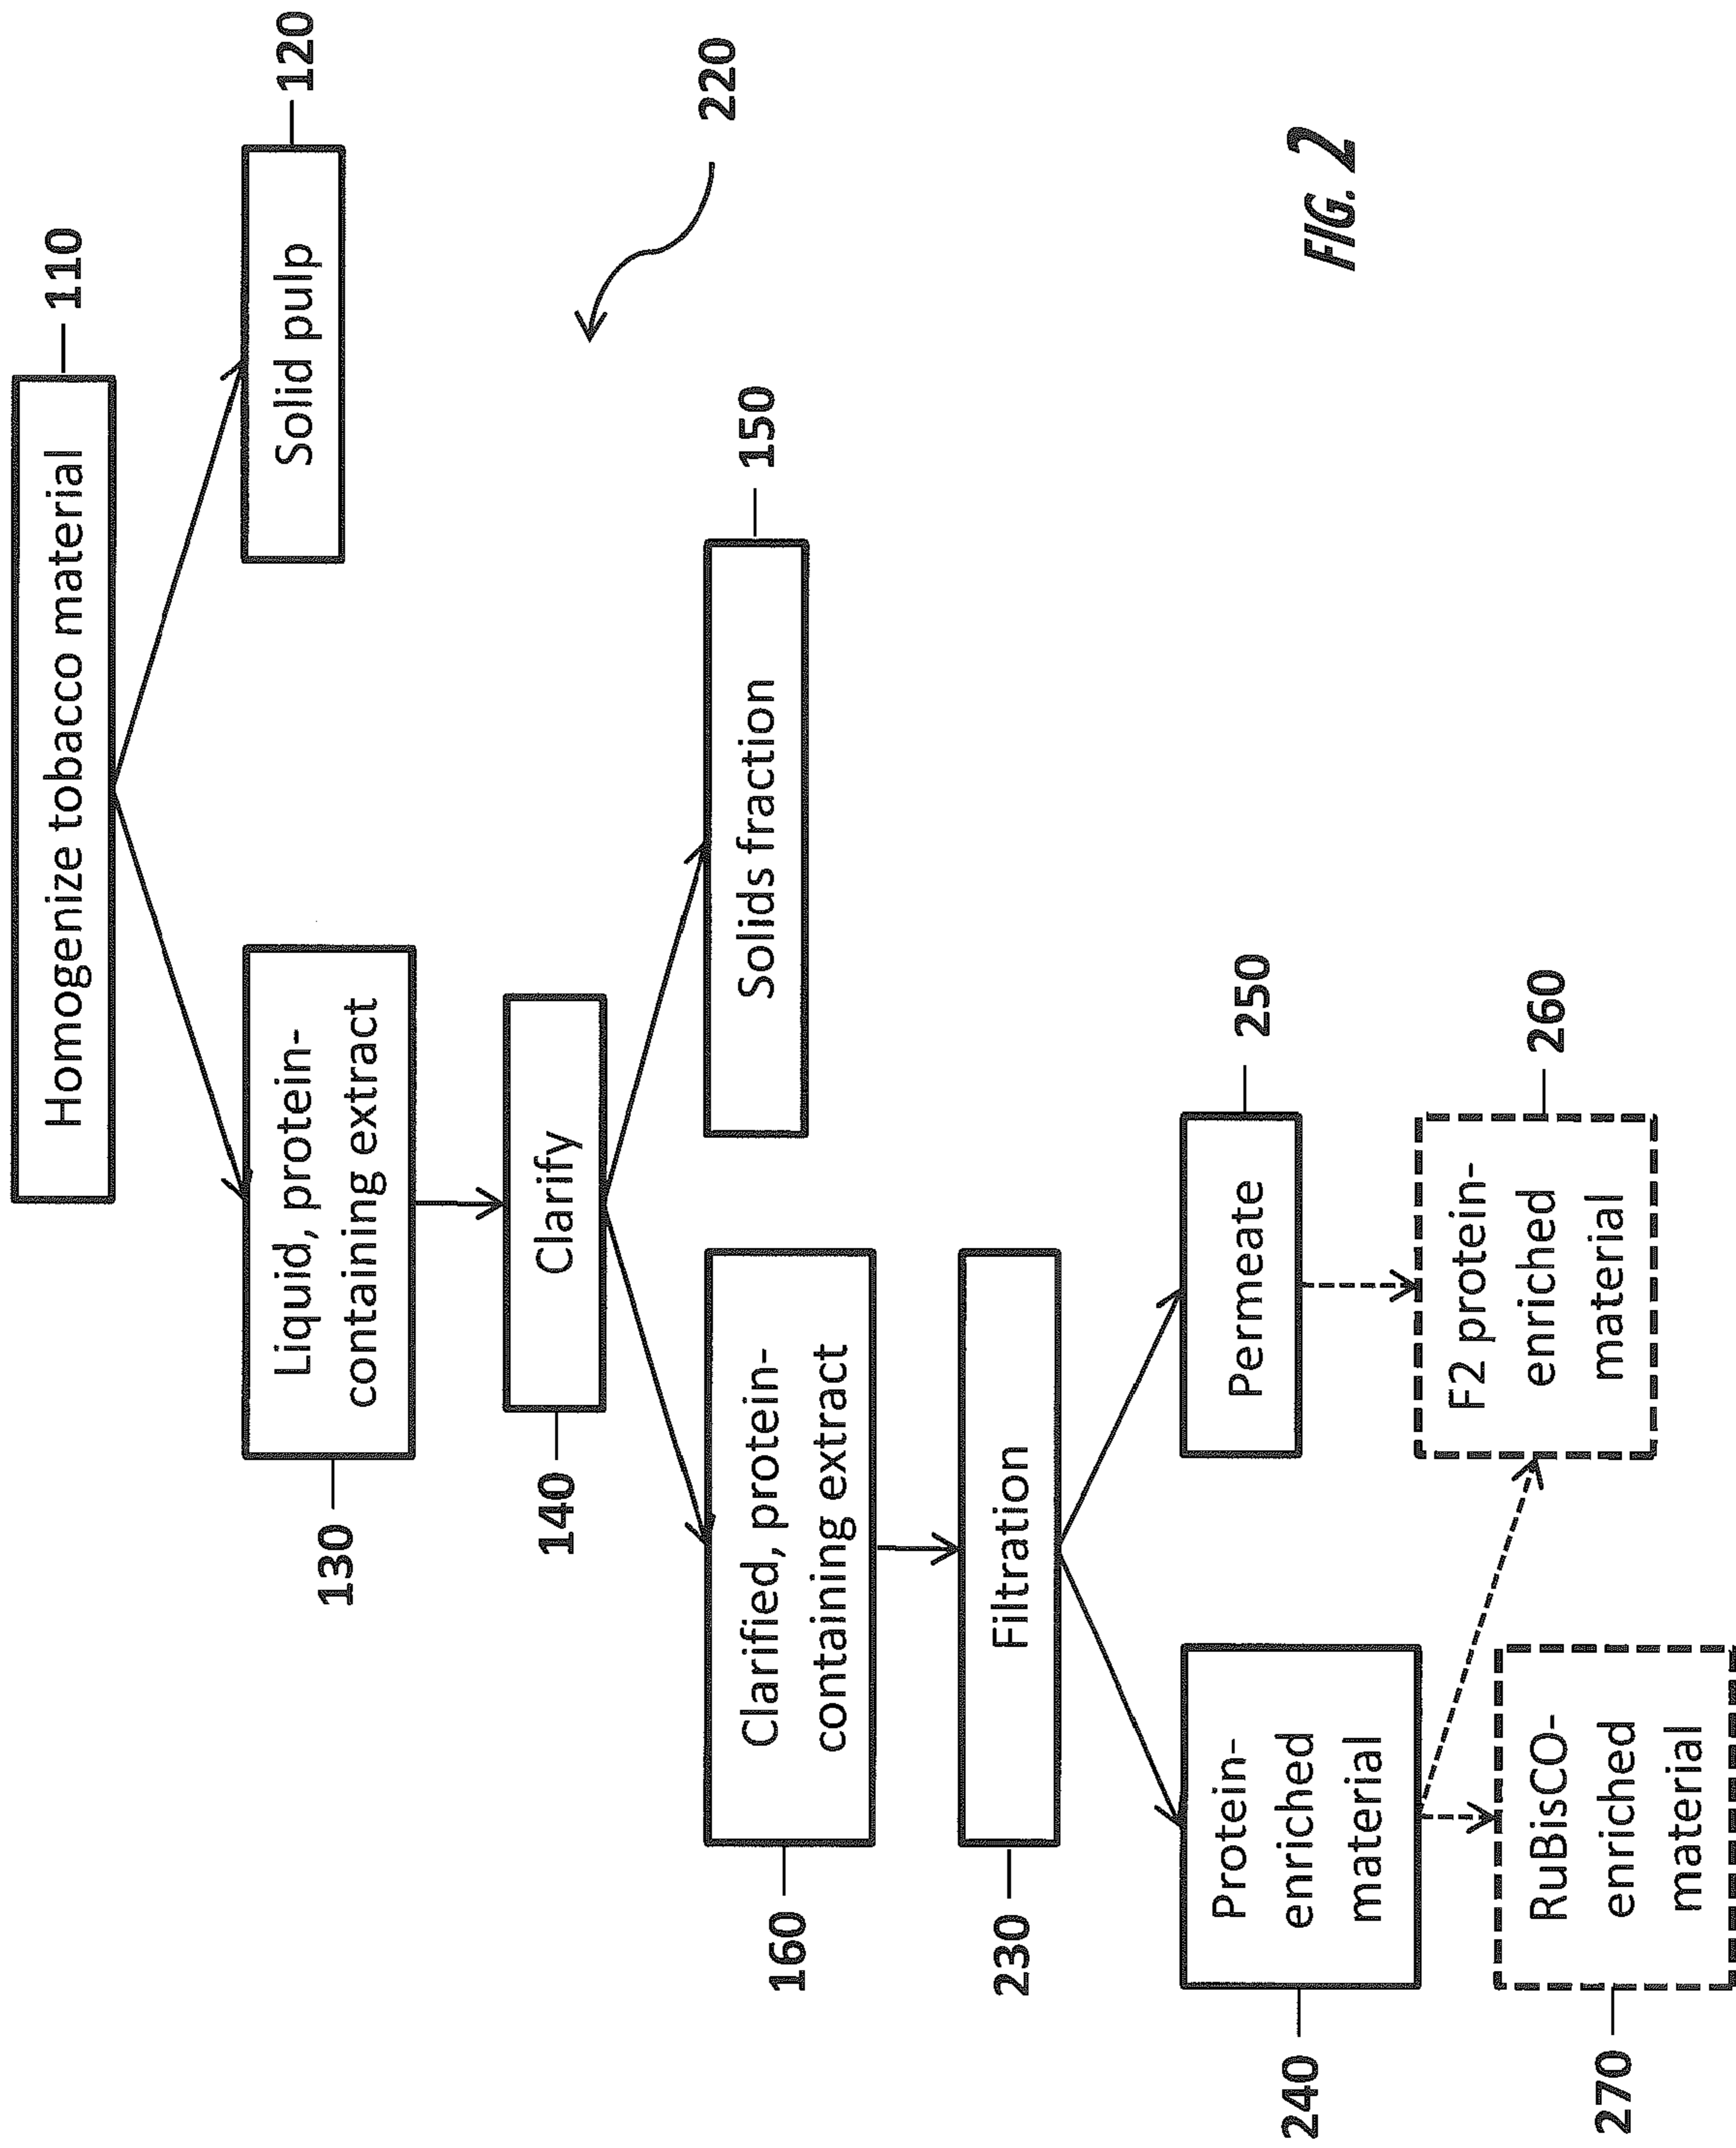 Homogenize tobacco material
110
Solid pulp
120
Liquid, protein-
containing extract
130
Clarify
140
220
Solids fraction
150
Clarified, protein-
containing extract
160
Filtration
230
Protein-
enriched
material
240
Permeate
250
F2 protein-
enriched
material
260
RuBisCO-
enriched
material
270
FIG. 2